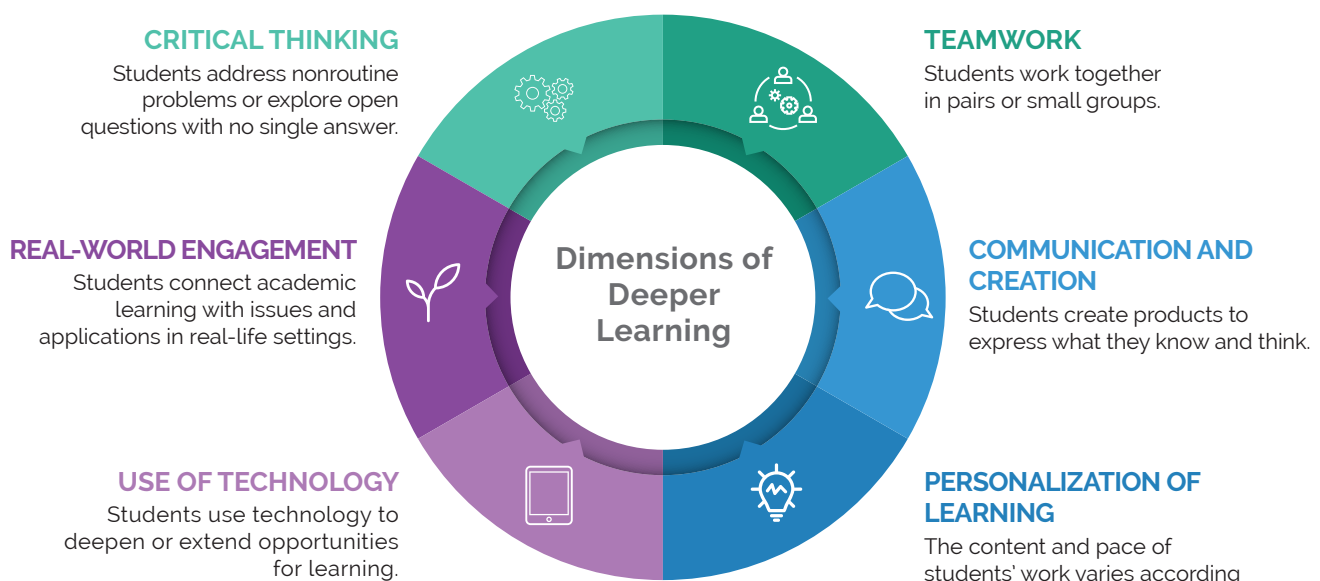 CRITICAL THINKING
Students address nonroutine
problems or explore open
questions with no single answer.
TEAMWORK
Students work together
in pairs or small groups.
REAL-WORLD ENGAGEMENT
Students connect academic
learning with issues and
applications in real-life settings.
Dimensions of
Deeper
Learning
COMMUNICATION AND
CREATION
Students create products to
express what they know and think.
USE OF TECHNOLOGY
Students use technology to
deepen or extend opportunities
for learning.
PERSONALIZATION OF
LEARNING
The content and pace of
students' work varies according